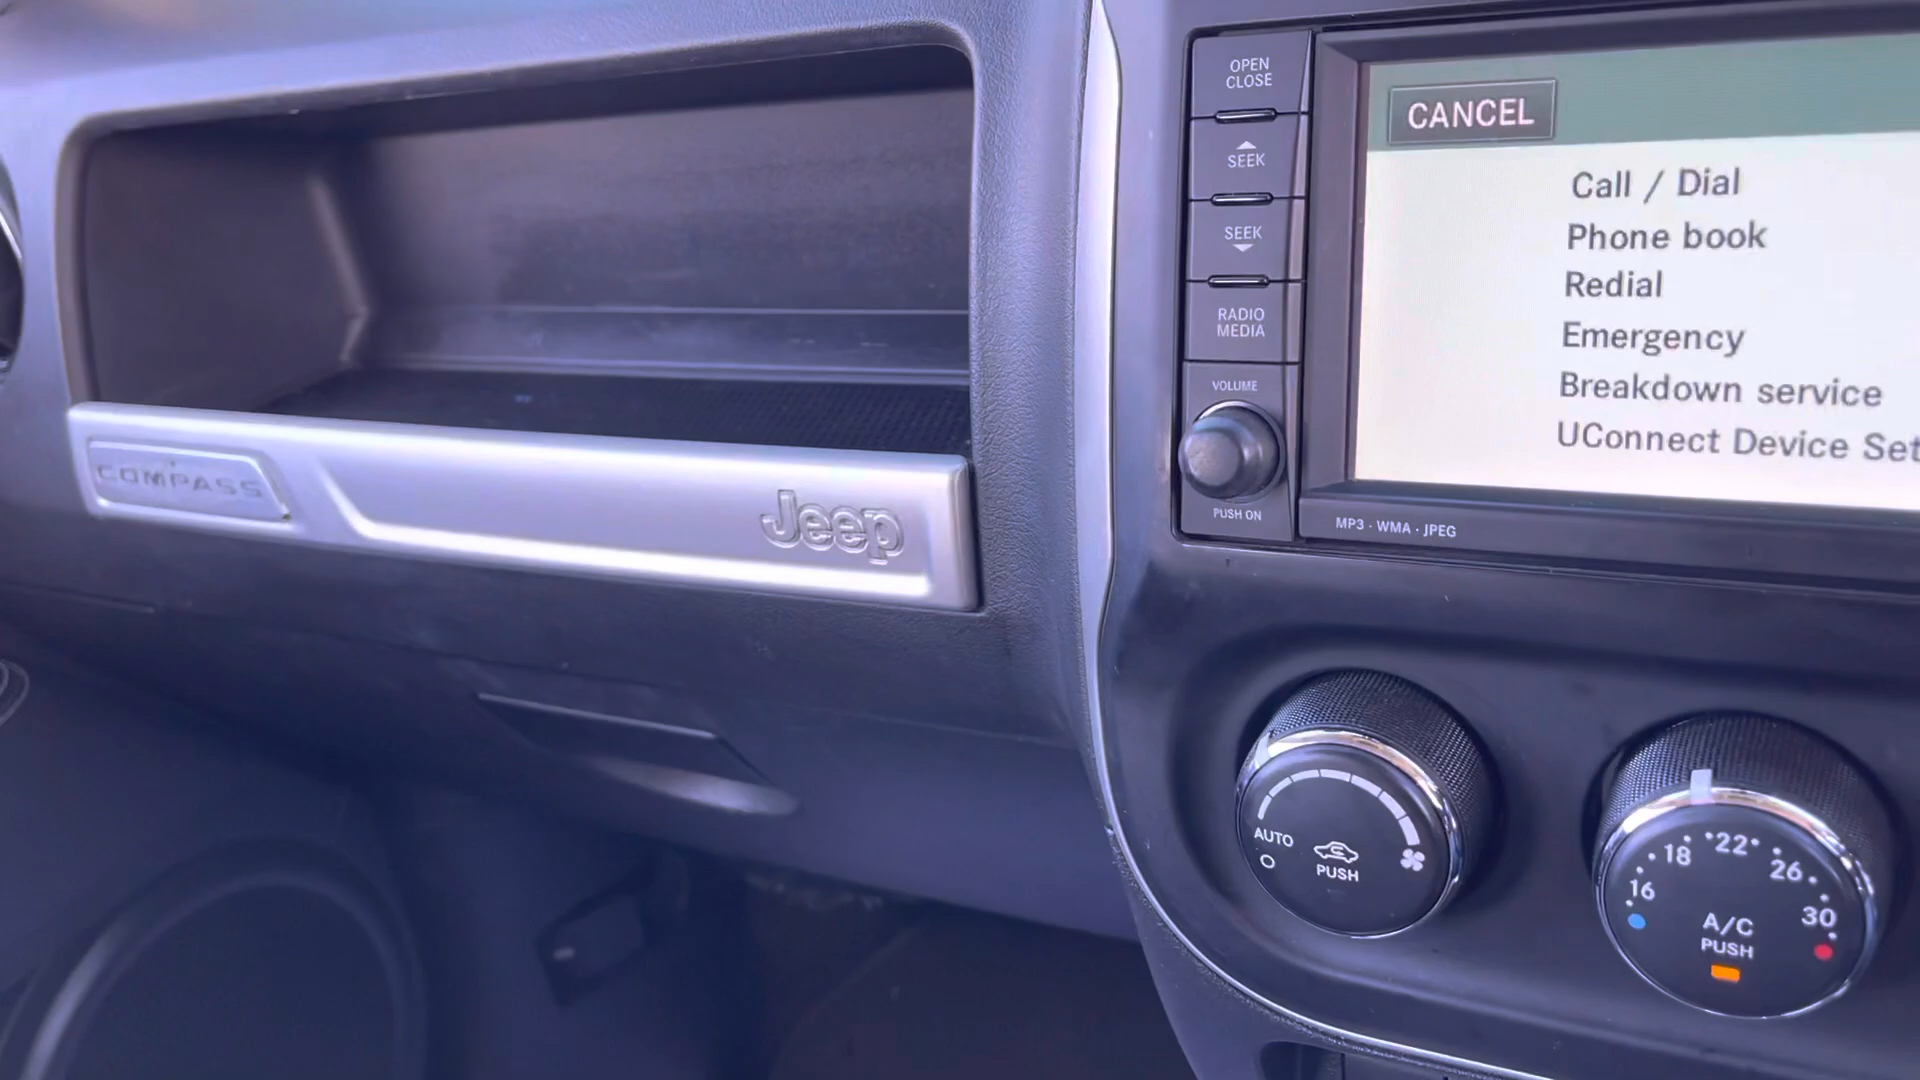 COMPASS
Jeep
OPEN
CLOSE
SEEK
SEEK
RADIO
MEDIA
VOLUME
PUSH ON
CANCEL
Call / Dial
Phone book
Redial
Emergency
Breakdown service
UConnect Device Set
MP3 · WMA · JPEG
AUTO
PUSH
16
18
22
26
30
A/C
PUSH